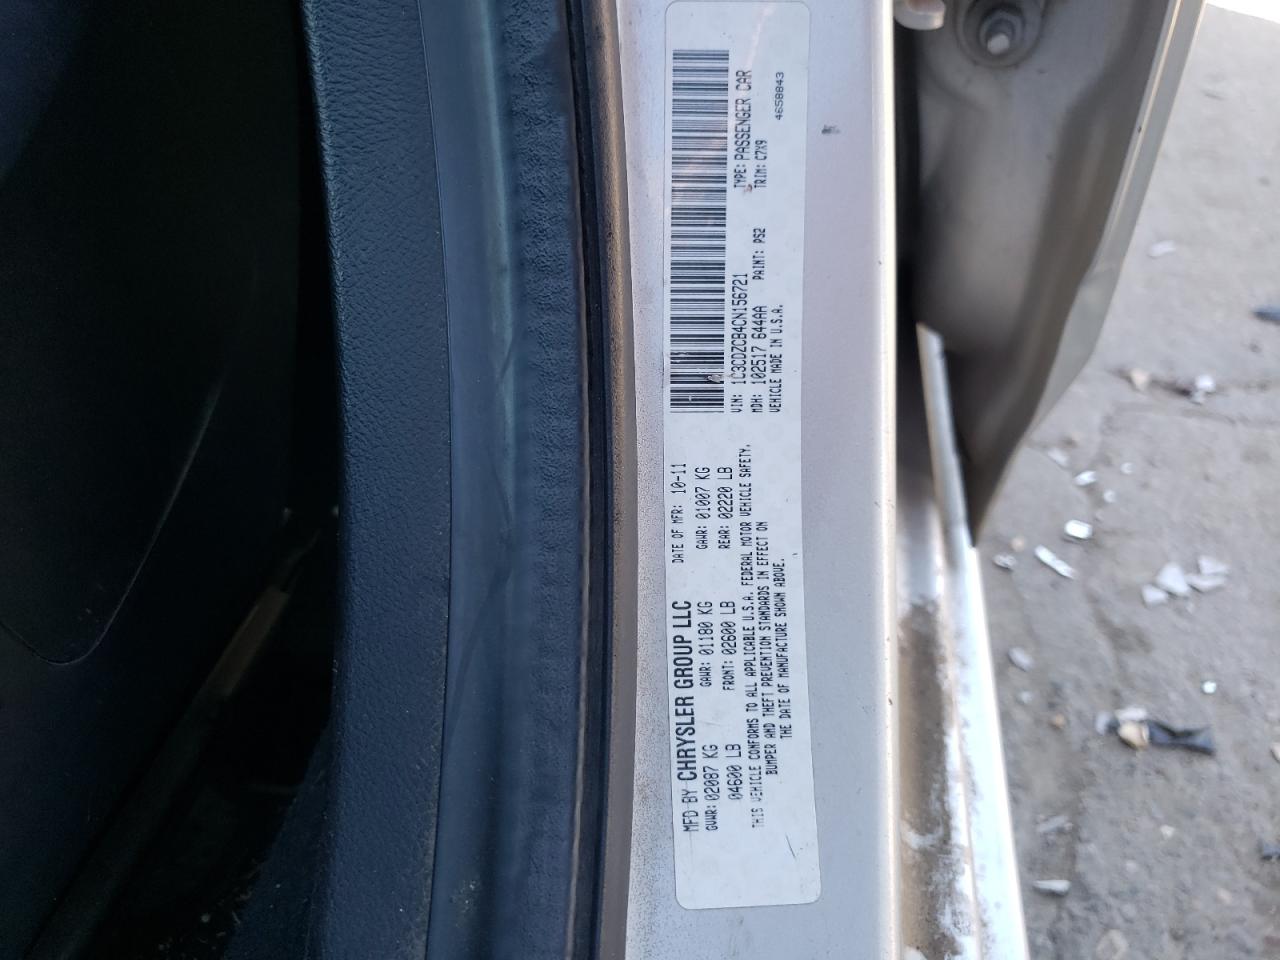 MFD BY CHRYSLER GROUP LLC DATE OF MFR: 10-11
GVWR: 02087 KG GAWR: 01180 KG GAWR: 01007 KG
04600 LB FRONT: 02600 LB REAR: 02220 LB
THIS VEHICLE CONFORMS TO ALL APPLICABLE U.S.A. FEDERAL MOTOR VEHICLE SAFETY,
BUMPER AND THEFT PREVENTION STANDARDS IN EFFECT ON
THE DATE OF MANUFACTURE SHOWN ABOVE.
VIN: 1C3CDZCB4CN156721 TYPE: PASSENGER CAR
MDH: 102517 644AA PAINT: PS2 TRIM: C7X9
VEHICLE MADE IN U.S.A. 4658843